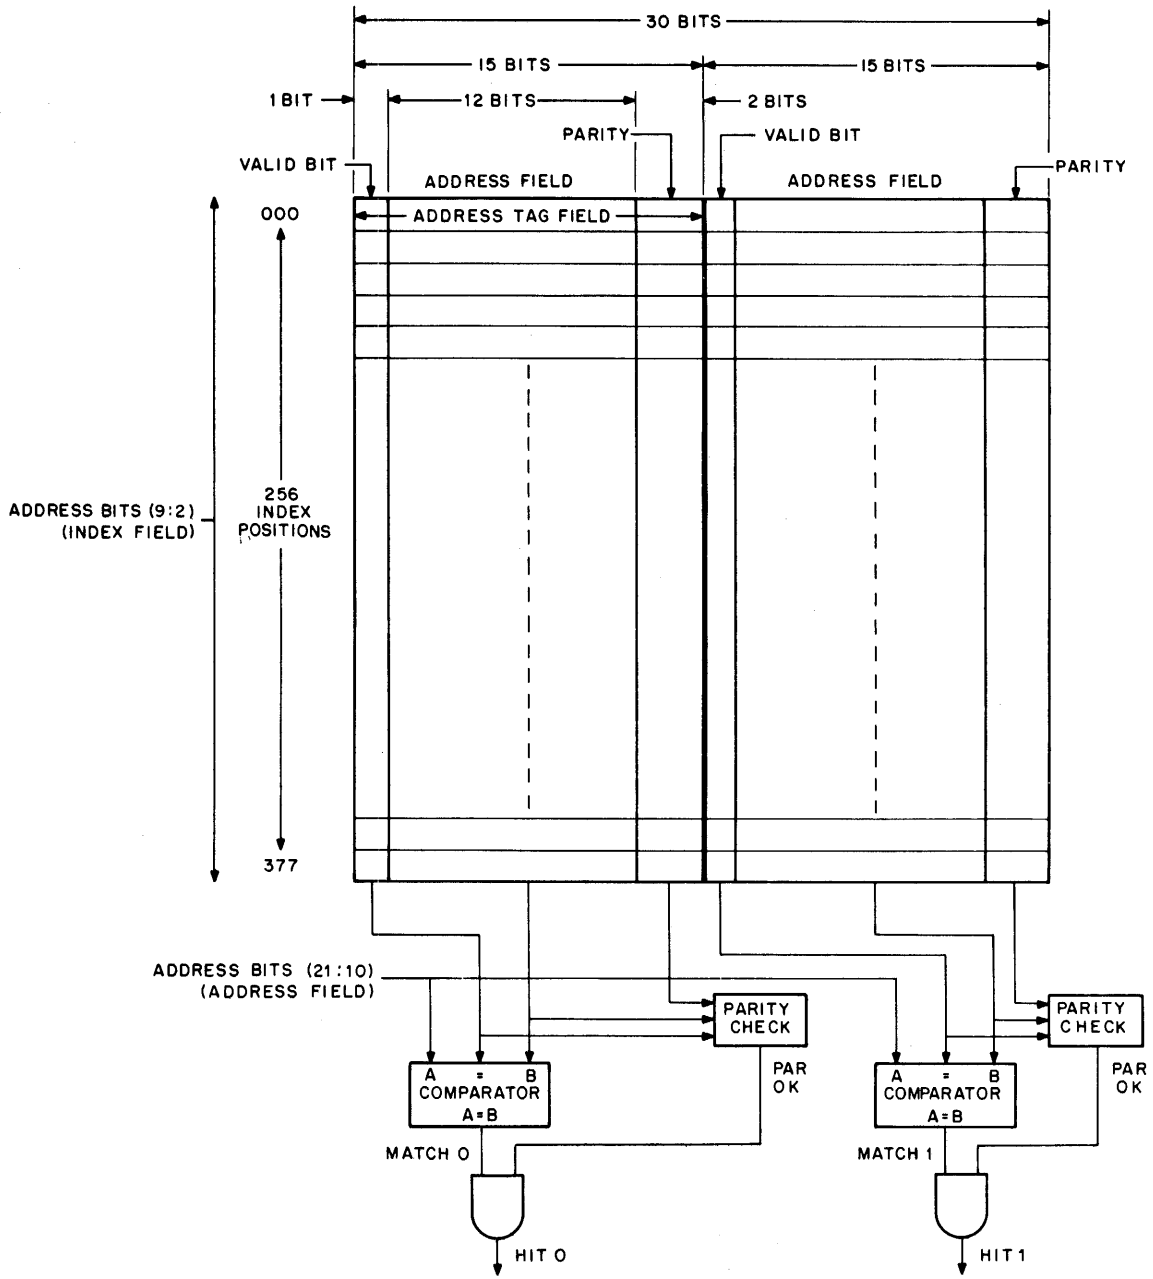 30 BITS
15 BITS
15 BITS
1 BIT
12 BITS
2 BITS
PARITY
VALID BIT
VALID BIT
PARITY
ADDRESS FIELD
ADDRESS FIELD
000
ADDRESS TAG FIELD
256
INDEX
POSITIONS
ADDRESS BITS (9:2)
(INDEX FIELD)
377
ADDRESS BITS (21:10)
(ADDRESS FIELD)
PARITY
CHECK
PARITY
CHECK
PAR
OK
PAR
OK
A = B
COMPARATOR
A=B
A = B
COMPARATOR
A=B
MATCH 0
MATCH 1
HIT 0
HIT 1